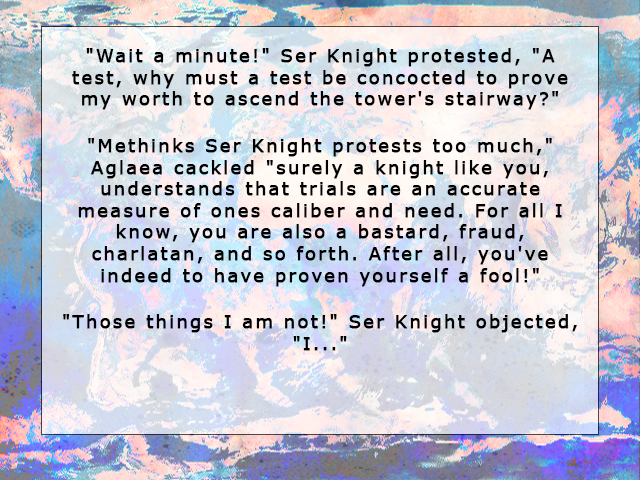 "Wait a minute!" Ser Knight protested, "A
test, why must a test be concocted to prove
my worth to ascend the tower's stairway?"
"Methinks Ser Knight protests too much,"
Aglaea cackled "surely a knight like you,
understands that trials are an accurate
measure of ones caliber and need. For all I
know, you are also a bastard, fraud,
charlatan, and so forth. After all, you've
indeed to have proven yourself a fool!"
"Those things I am not!" Ser Knight objected,
"I..."